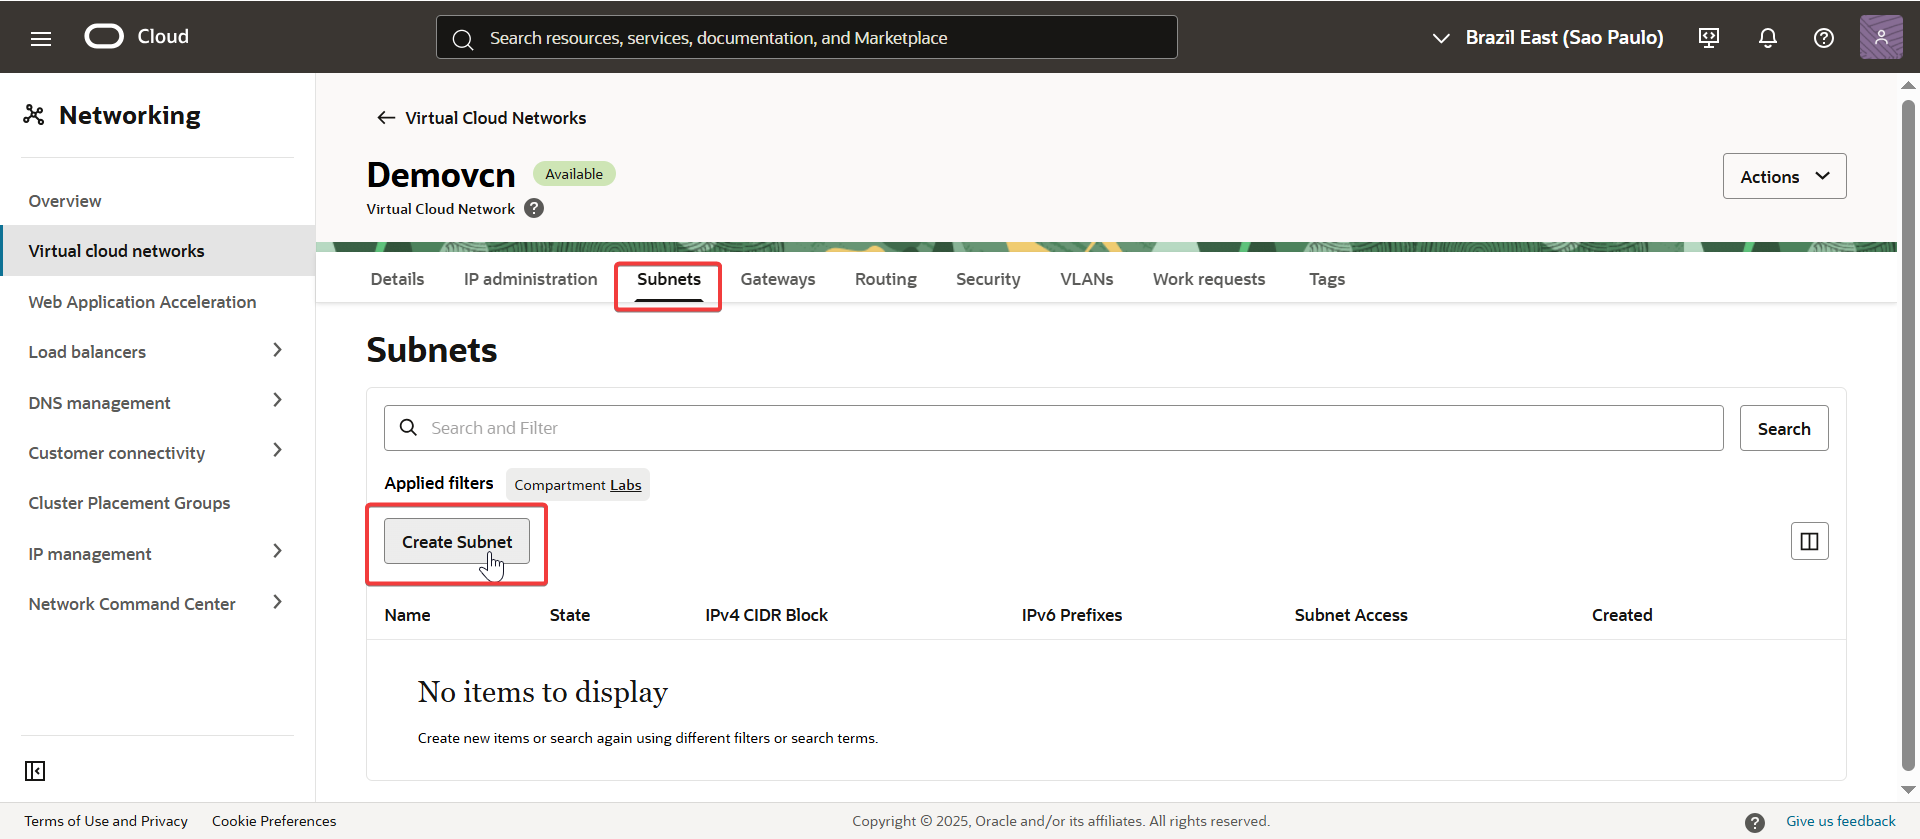 Cloud
Search resources, services, documentation, and Marketplace
Brazil East (Sao Paulo)
Networking
Overview
Virtual cloud networks
Web Application Acceleration
Load balancers
DNS management
Customer connectivity
Cluster Placement Groups
IP management
Network Command Center
Virtual Cloud Networks
Demovcn Available
Virtual Cloud Network ?
Actions
Details IP administration Subnets Gateways Routing Security VLANs Work requests Tags
Subnets
Search and Filter
Search
Applied filters Compartment Labs
Create Subnet
Name State IPv4 CIDR Block IPv6 Prefixes Subnet Access Created
No items to display
Create new items or search again using different filters or search terms.
Terms of Use and Privacy Cookie Preferences
Copyright © 2025, Oracle and/or its affiliates. All rights reserved.
? Give us feedback